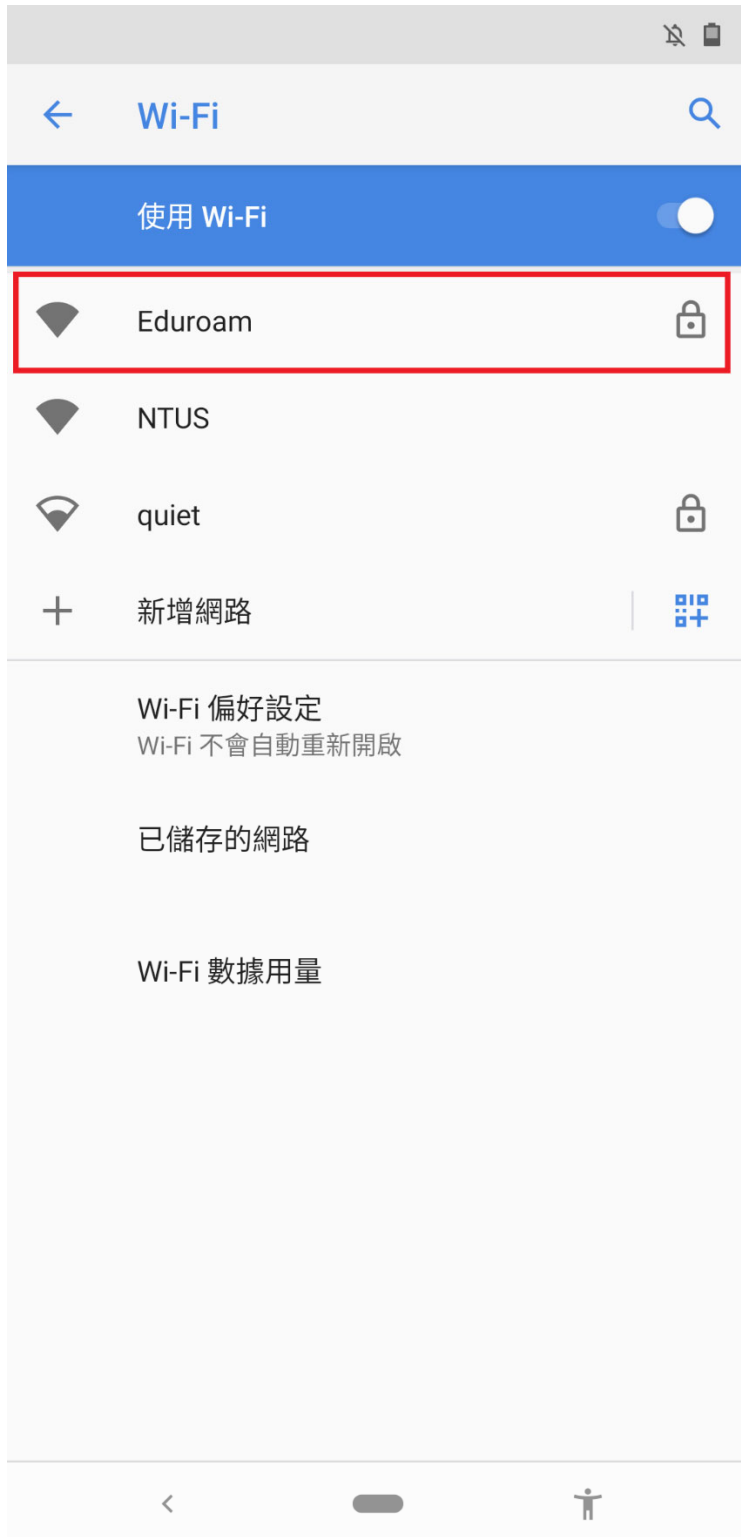 Wi-Fi
使用 Wi-Fi
Eduroam
NTUS
quiet
新增網路
Wi-Fi 偏好設定
Wi-Fi 不會自動重新開啟
已儲存的網路
Wi-Fi 數據用量